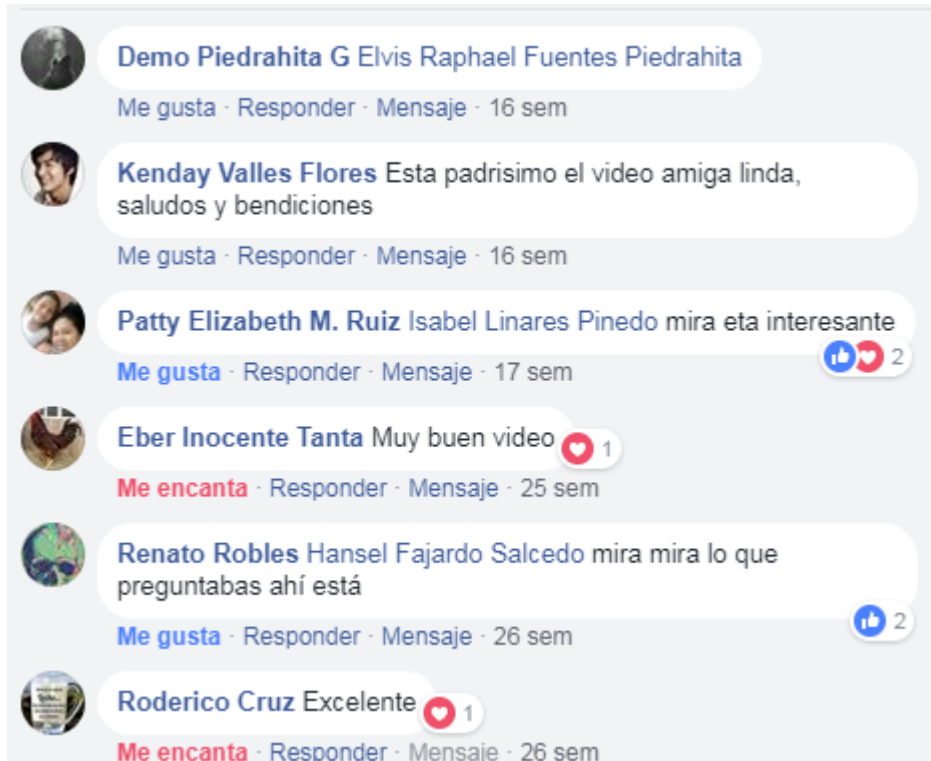 Demo Piedrahita G Elvis Raphael Fuentes Piedrahita
Me gusta · Responder · Mensaje · 16 sem
Kenday Valles Flores Esta padrisimo el video amiga linda,
saludos y bendiciones
Me gusta · Responder · Mensaje · 16 sem
Patty Elizabeth M. Ruiz Isabel Linares Pinedo mira eta interesante
2
Me gusta · Responder · Mensaje · 17 sem
Eber Inocente Tanta Muy buen video 1
Me encanta · Responder · Mensaje · 25 sem
Renato Robles Hansel Fajardo Salcedo mira mira lo que
preguntabas ahí está
2
Me gusta · Responder · Mensaje · 26 sem
Roderico Cruz Excelente 1
Me encanta · Responder · Mensaje · 26 sem